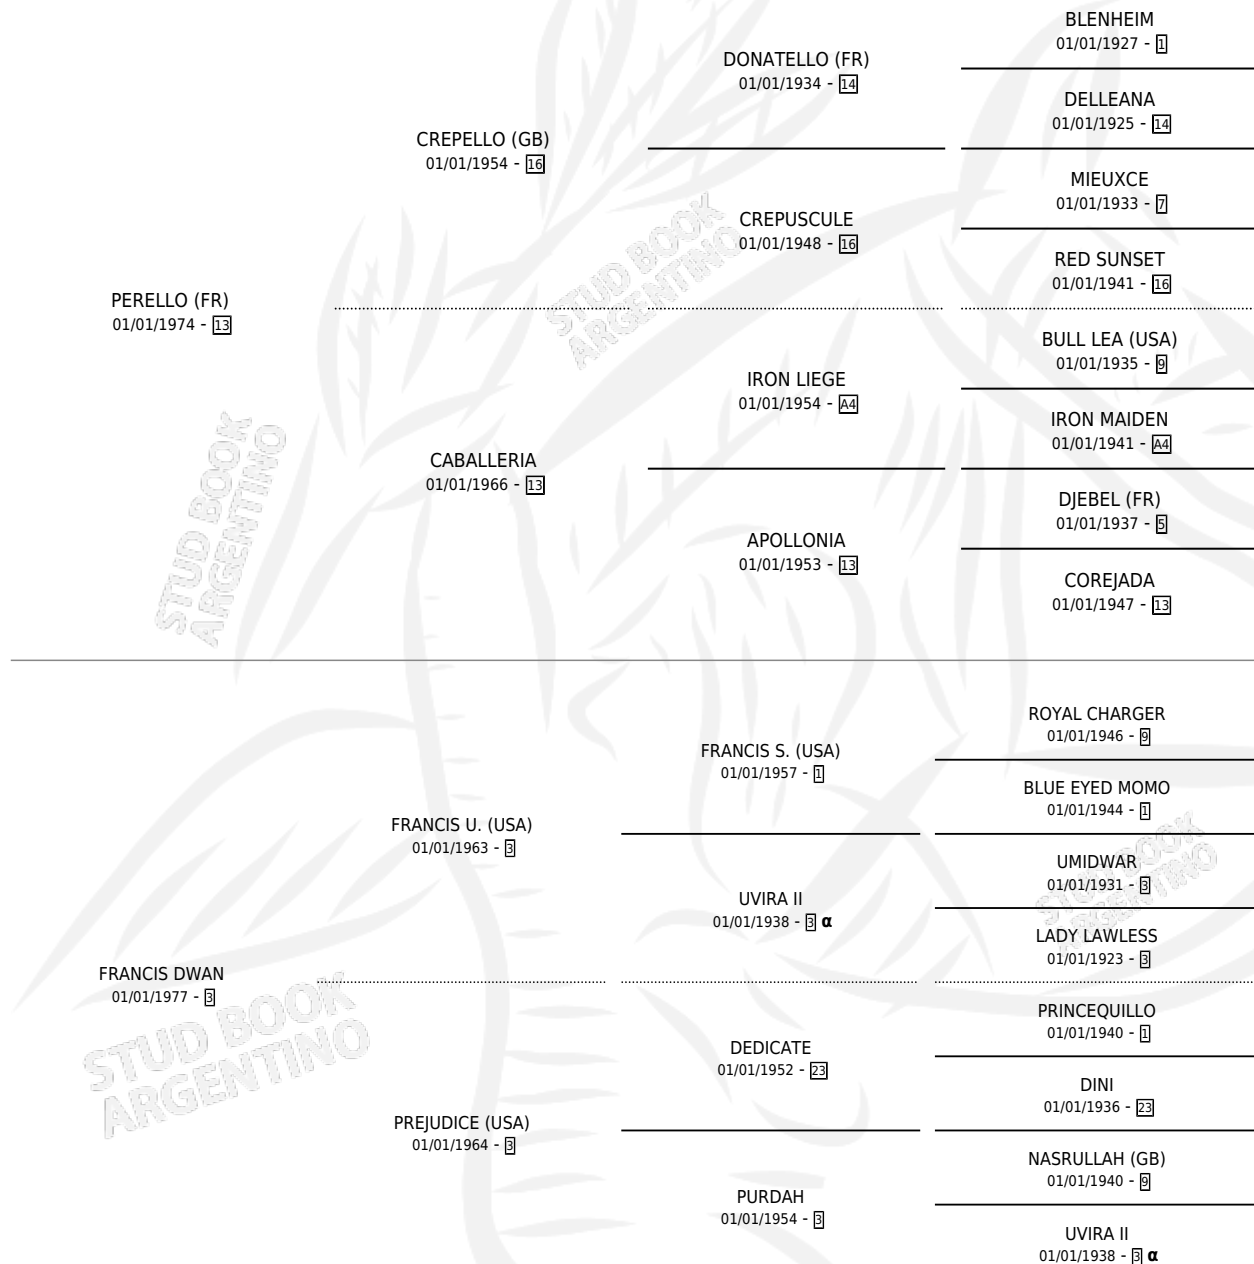 BLENHEIM
01/01/1927 - 1
DONATELLO (FR)
01/01/1934 - 14
DELLEANA
01/01/1925 - 14
CREPELLO (GB)
01/01/1954 - 16
MIEUXCE
01/01/1933 - 7
CREPUSCULE
01/01/1948 - 16
RED SUNSET
01/01/1941 - 16
PERELLO (FR)
01/01/1974 - 13
STUD BOOK
ARGENTINO
BULL LEA (USA)
01/01/1935 - 9
IRON LIEGE
01/01/1954 - A4
IRON MAIDEN
01/01/1941 - A4
CABALLERIA
01/01/1966 - 13
DJEBEL (FR)
01/01/1937 - 5
APOLLONIA
01/01/1953 - 13
COREJADA
01/01/1947 - 13
STUD BOOK
ARGENTINO
ROYAL CHARGER
01/01/1946 - 9
FRANCIS S. (USA)
01/01/1957 - 1
BLUE EYED MOMO
01/01/1944 - 1
FRANCIS U. (USA)
01/01/1963 - 3
UMIDWAR
01/01/1931 - 3
STUD BOOK
ARGENTINO
UVIRA II
01/01/1938 - 3 α
LADY LAWLESS
01/01/1923 - 3
FRANCIS DWAN
01/01/1977 - 3
STUD BOOK
ARGENTINO
PRINCEQUILLO
01/01/1940 - 1
DEDICATE
01/01/1952 - 23
DINI
01/01/1936 - 23
PREJUDICE (USA)
01/01/1964 - 3
NASRULLAH (GB)
01/01/1940 - 9
PURDAH
01/01/1954 - 3
UVIRA II
01/01/1938 - 3 α